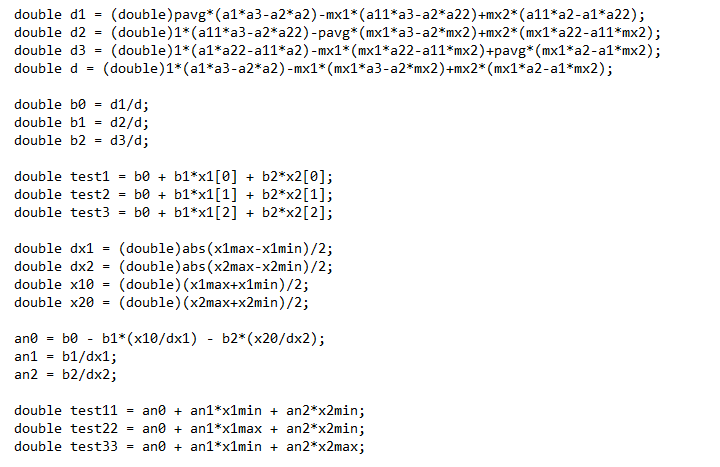 double d1 = (double)pavg*(a1*a3-a2*a2)-mx1*(a11*a3-a2*a22)+mx2*(a11*a2-a1*a22);
double d2 = (double)1*(a11*a3-a2*a22)-pavg*(mx1*a3-a2*mx2)+mx2*(mx1*a22-a11*mx2);
double d3 = (double)1*(a1*a22-a11*a2)-mx1*(mx1*a22-a11*mx2)+pavg*(mx1*a2-a1*mx2);
double d = (double)1*(a1*a3-a2*a2)-mx1*(mx1*a3-a2*mx2)+mx2*(mx1*a2-a1*mx2);
double b0 = d1/d;
double b1 = d2/d;
double b2 = d3/d;
double test1 = b0 + b1*x1[0] + b2*x2[0];
double test2 = b0 + b1*x1[1] + b2*x2[1];
double test3 = b0 + b1*x1[2] + b2*x2[2];
double dx1 = (double)abs(x1max-x1min)/2;
double dx2 = (double)abs(x2max-x2min)/2;
double x10 = (double)(x1max+x1min)/2;
double x20 = (double)(x2max+x2min)/2;
an0 = b0 - b1*(x10/dx1) - b2*(x20/dx2);
an1 = b1/dx1;
an2 = b2/dx2;
double test11 = an0 + an1*x1min + an2*x2min;
double test22 = an0 + an1*x1max + an2*x2min;
double test33 = an0 + an1*x1min + an2*x2max;